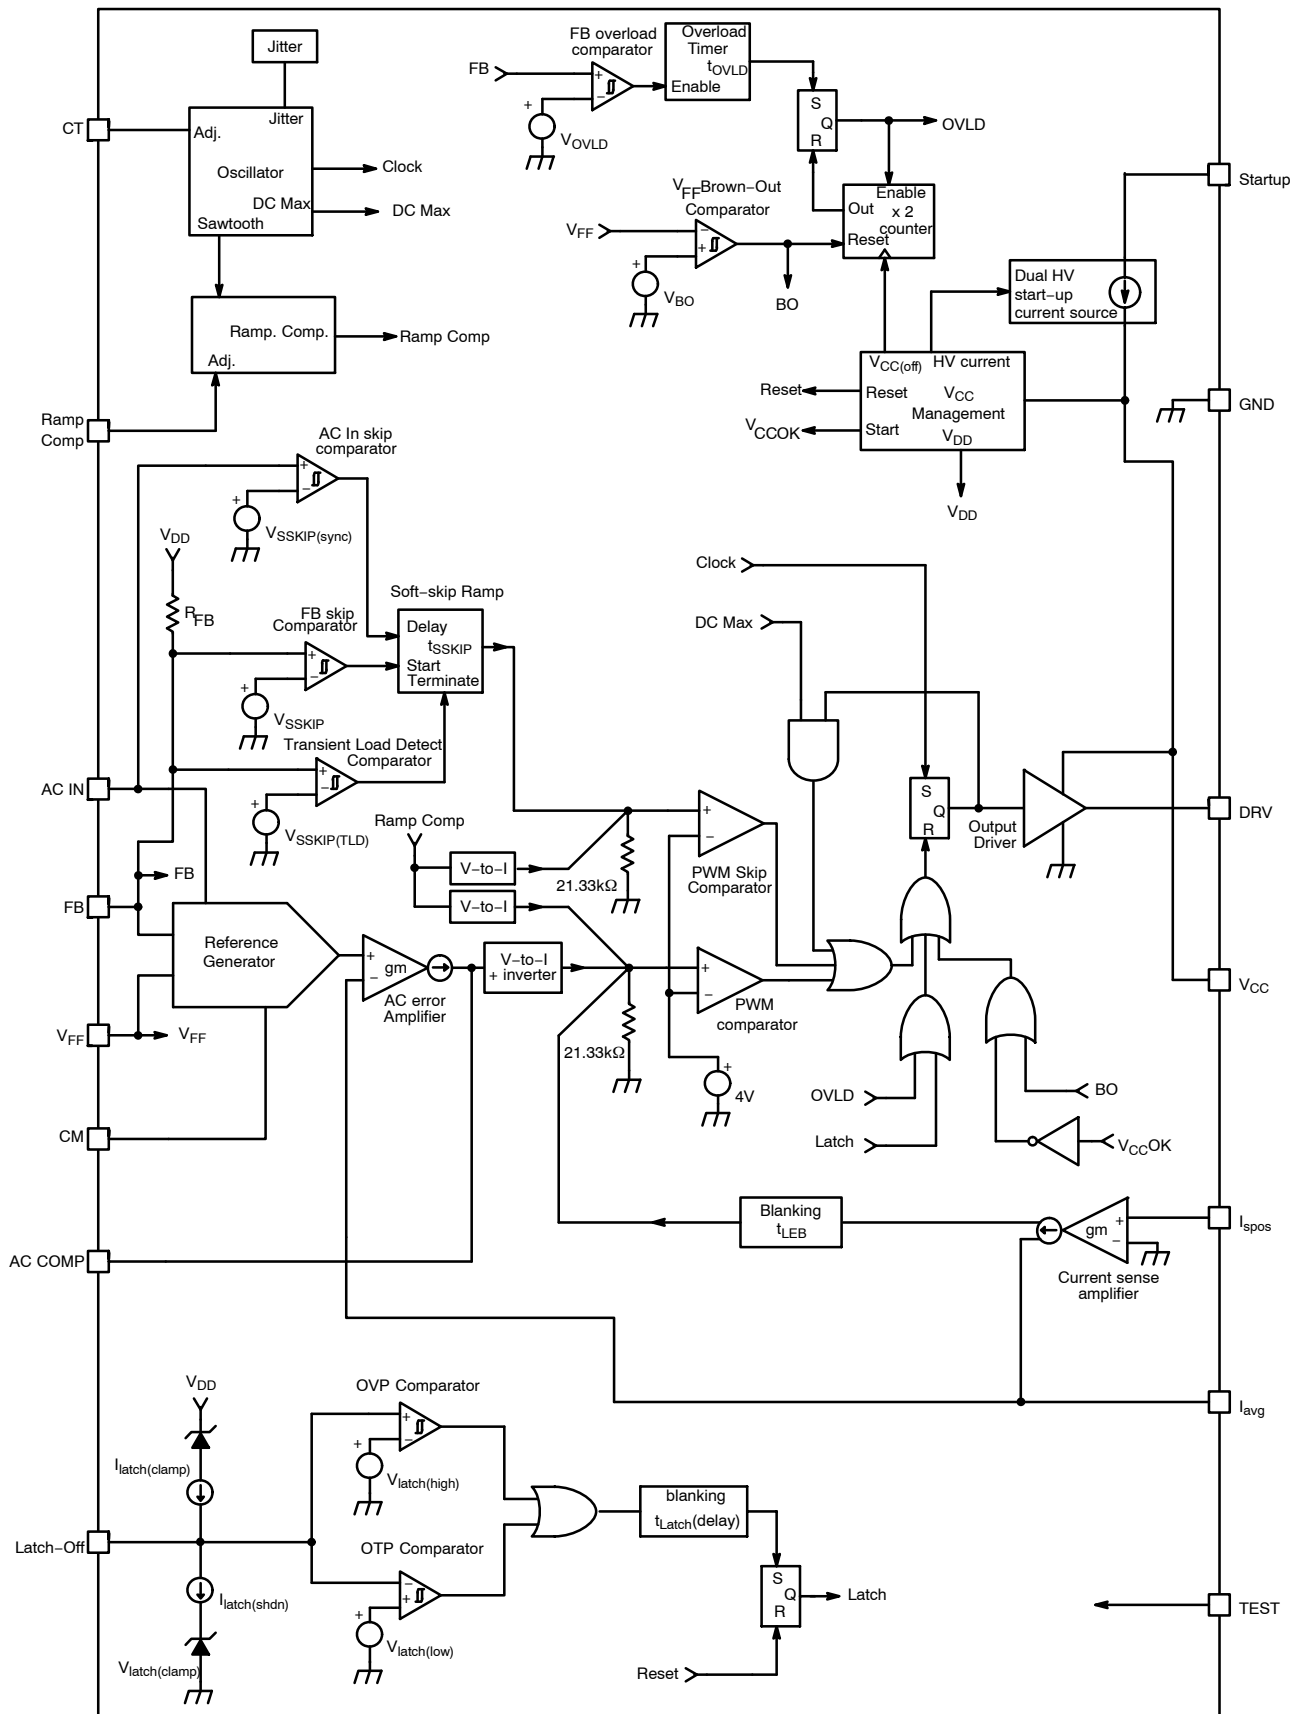 Jitter
CT
Adj.
Jitter
Oscillator
DC Max
Sawtooth
Clock
DC Max
Ramp. Comp.
Adj.
Ramp Comp
Ramp
Comp
FB overload
comparator
FB
+
−
+
VOVLD
Overload
Timer
tOVLD
Enable
S
Q
R
OVLD
VFF Brown−Out
Comparator
VFF
−
+
+
VBO
BO
Enable
Out
x 2
counter
Reset
Startup
Dual HV
start−up
current source
VCC(off)
HV current
Reset
VCC
Management
Start
VDD
Reset
VCCOK
VDD
GND
AC In skip
comparator
+
−
+
VSSKIP(sync)
VDD
RFB
FB skip
Comparator
+
−
+
VSSKIP
Soft−skip Ramp
Delay
tSSKIP
Start
Terminate
Transient Load Detect
Comparator
+
−
+
VSSKIP(TLD)
AC IN
FB
FB
VFF
VFF
CM
Reference
Generator
Ramp Comp
V−to−I
V−to−I
21.33kΩ
+
−
gm
AC error
Amplifier
V−to−I
+ inverter
21.33kΩ
+
−
PWM Skip
Comparator
+
−
PWM
comparator
+
4V
Clock
DC Max
S
Q
R
Output
Driver
DRV
VCC
OVLD
Latch
BO
VCCOK
Blanking
tLEB
gm
+
−
Current sense
amplifier
Ispos
AC COMP
Iavg
VDD
Ilatch(clamp)
Latch−Off
Ilatch(shdn)
Vlatch(clamp)
OVP Comparator
+
−
+
Vlatch(high)
OTP Comparator
−
+
+
Vlatch(low)
blanking
tLatch(delay)
S
Q
R
Latch
Reset
TEST